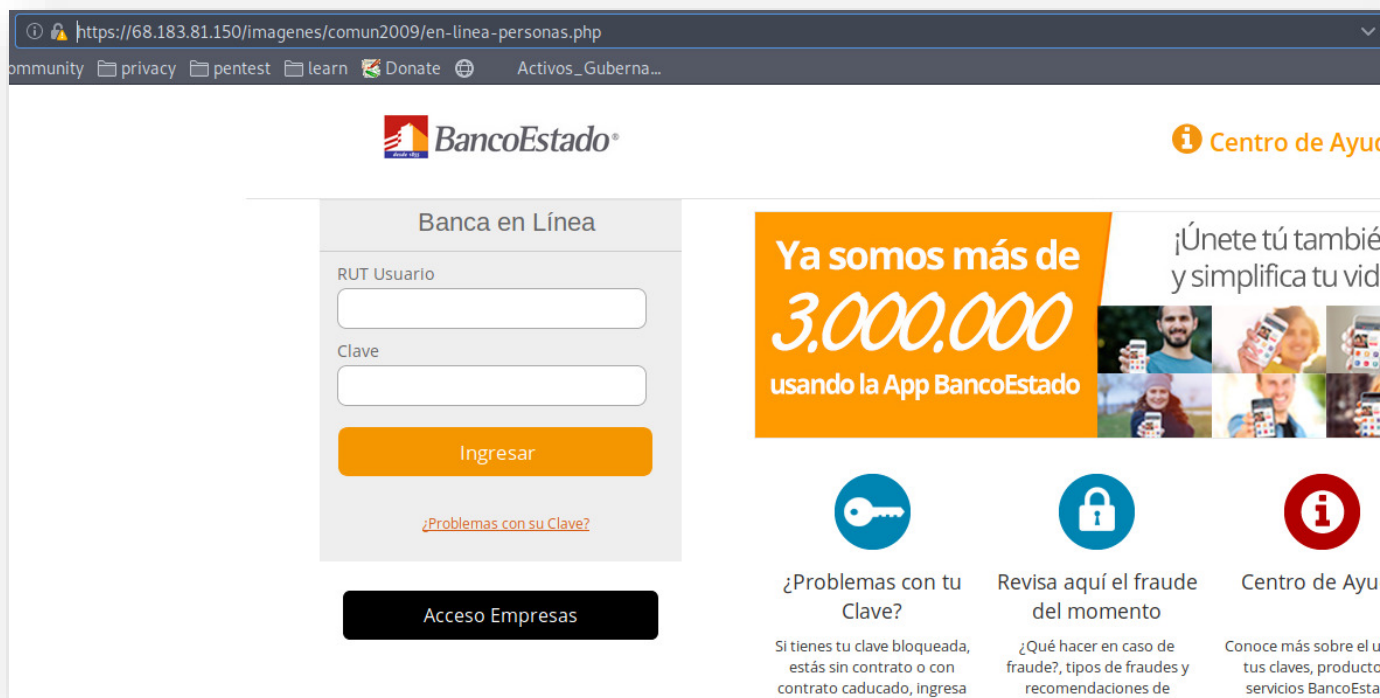 https://68.183.81.150/imagenes/comun2009/en-linea-personas.php
ommunity privacy pentest learn Donate Activos_Guberna...
desde 1855
BancoEstado®
Centro de Ayud
Banca en Línea
RUT Usuario
Clave
Ingresar
¿Problemas con su Clave?
Acceso Empresas
Ya somos más de
3.000.000
usando la App BancoEstado
¡Únete tú tambié
y simplifica tu vid
¿Problemas con tu
Clave?
Si tienes tu clave bloqueada,
estás sin contrato o con
contrato caducado, ingresa
Revisa aquí el fraude
del momento
¿Qué hacer en caso de
fraude?, tipos de fraudes y
recomendaciones de
Centro de Ayu
Conoce más sobre el u
tus claves, producto
servicios BancoEsta